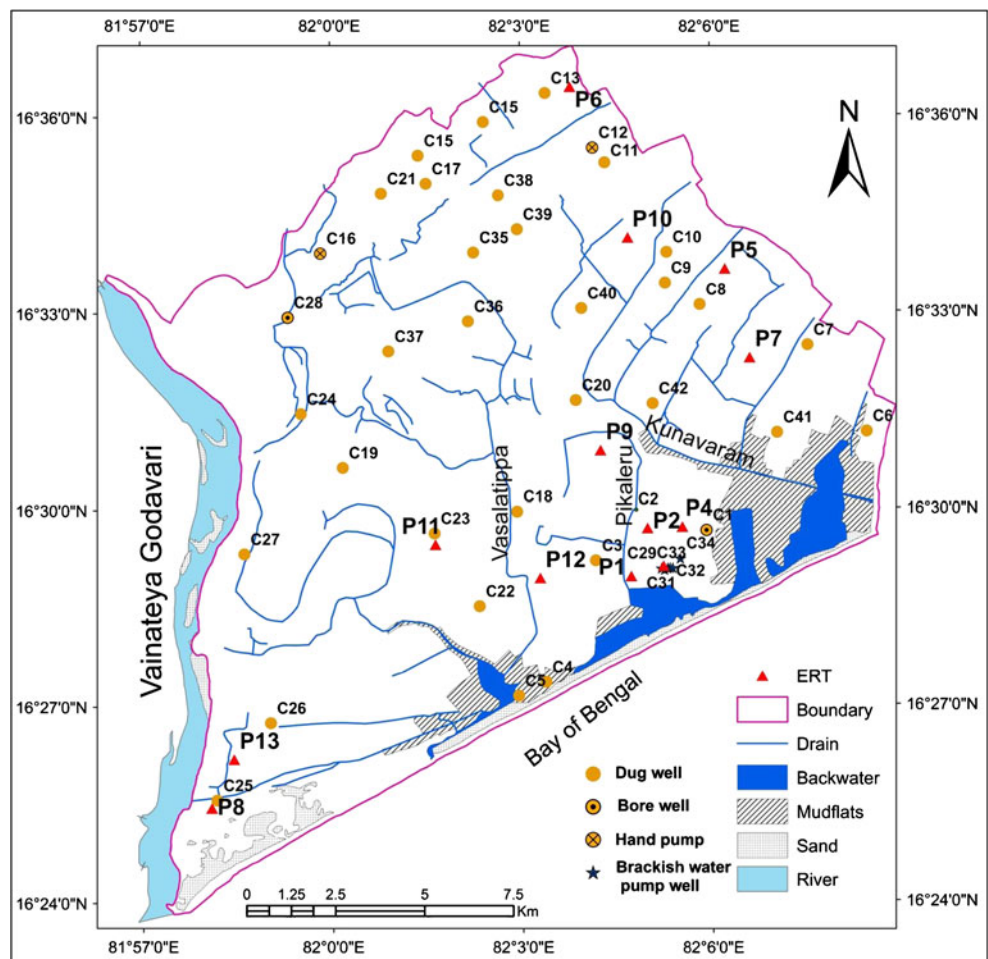 81°57'0"E 82°0'0"E 82°3'0"E 82°6'0"E
N
16°36'0"N
16°36'0"N
C13
P6
C15
C12
C11
C15
C17
C21
C38
C39
P10
C16
C35
C10
P5
C9
C8
C28
C40
16°33'0"N
16°33'0"N
C36
C7
C37
P7
C20
C42
C24
Kunavaram
C41
C6
C19
P9
Vasalatippa
Pikaleru
C18
C2
16°30'0"N
16°30'0"N
P11
C23
P2
P4
C1
C34
C27
C3
P12
P1
C29
C33
C32
C31
C22
Vainateya Godavari
C4
C5
Bay of Bengal
16°27'0"N
16°27'0"N
C26
P13
C25
P8
ERT
Boundary
Drain
Backwater
Mudflats
Sand
River
Dug well
Bore well
Hand pump
Brackish water
pump well
0 1.25 2.5 5 7.5
Km
16°24'0"N
16°24'0"N
81°57'0"E 82°0'0"E 82°3'0"E 82°6'0"E